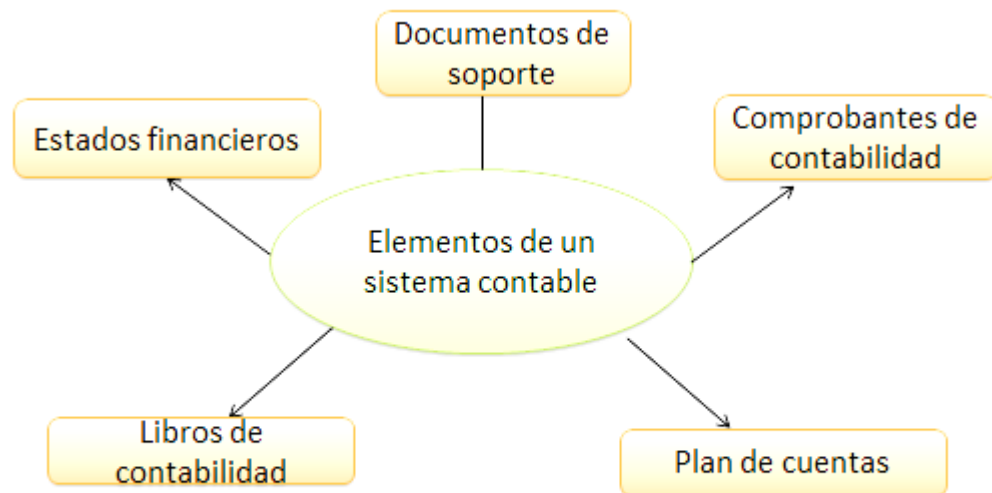 Documentos de
soporte
Estados financieros
Comprobantes de
contabilidad
Elementos de un
sistema contable
Libros de
contabilidad
Plan de cuentas